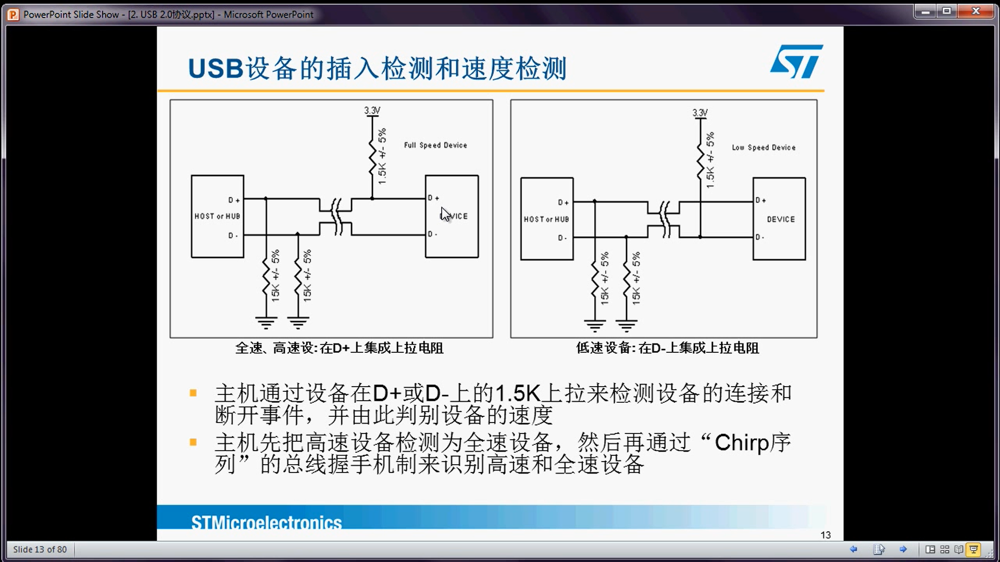 PowerPoint Slide Show - [2. USB 2.0协议.pptx] - Microsoft PowerPoint
USB设备的插入检测和速度检测
ST
3.3V
1.5K +/- 5%
Full Speed Device
D +
HOST or HUB
D -
D +
D -
15K +/- 5%
15K +/- 5%
全速、高速设:在D+上集成上拉电阻
3.3V
1.5K +/- 5%
Low Speed Device
D +
HOST or HUB
D -
D +
DEVICE
D -
15K +/- 5%
15K +/- 5%
低速设备:在D-上集成上拉电阻
主机通过设备在D+或D-上的1.5K上拉来检测设备的连接和
断开事件，并由此判别设备的速度
主机先把高速设备检测为全速设备，然后再通过“Chirp序
列”的总线握手机制来识别高速和全速设备
STMicroelectronics
13
Slide 13 of 80